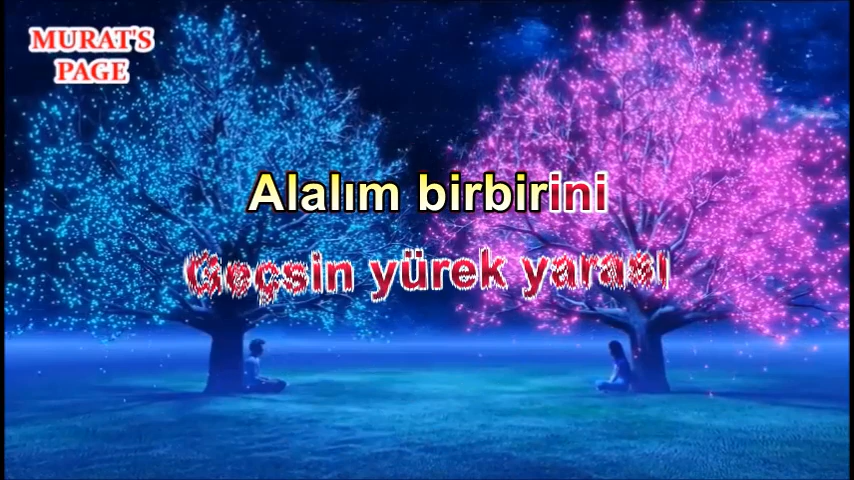 MURAT'S
PAGE
Alalım birbirini
Geçsin yürek yarası